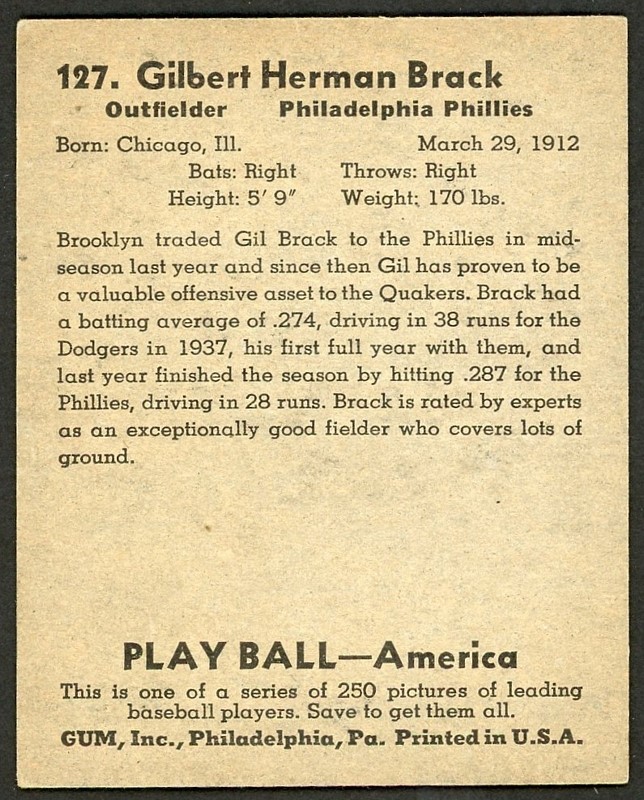 127. Gilbert Herman Brack
Outfielder Philadelphia Phillies
Born: Chicago, Ill. March 29, 1912
Bats: Right Throws: Right
Height: 5' 9" Weight: 170 lbs.
Brooklyn traded Gil Brack to the Phillies in mid-
season last year and since then Gil has proven to be
a valuable offensive asset to the Quakers. Brack had
a batting average of .274, driving in 38 runs for the
Dodgers in 1937, his first full year with them, and
last year finished the season by hitting .287 for the
Phillies, driving in 28 runs. Brack is rated by experts
as an exceptionally good fielder who covers lots of
ground.
PLAY BALL—America
This is one of a series of 250 pictures of leading
baseball players. Save to get them all.
GUM, Inc., Philadelphia, Pa. Printed in U.S.A.